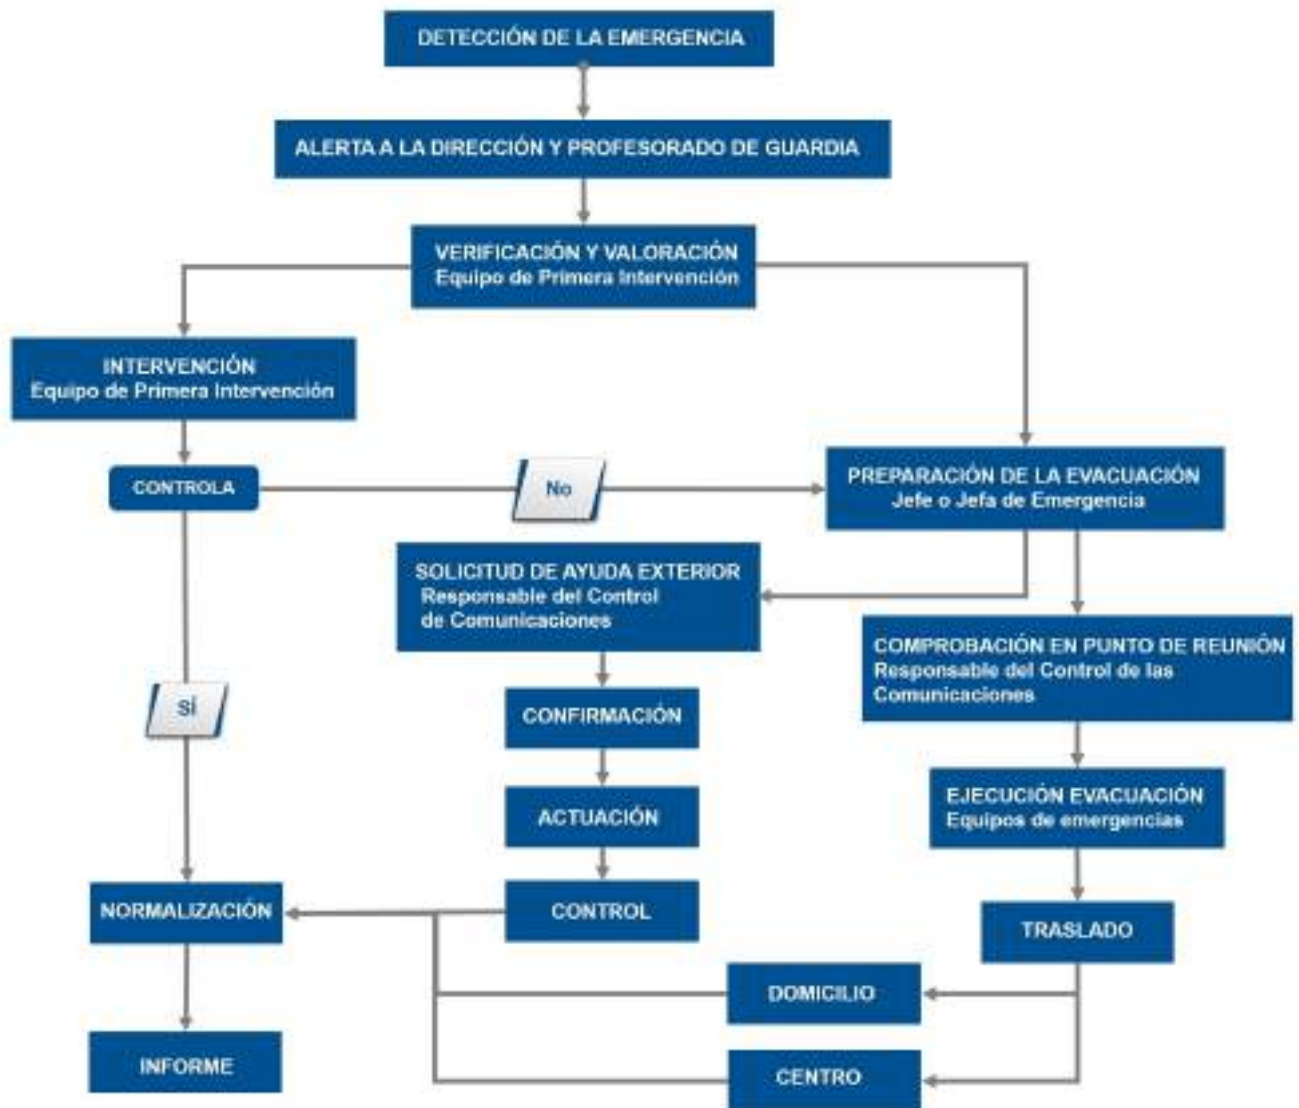 DETECCIÓN DE LA EMERGENCIA
ALERTA A LA DIRECCIÓN Y PROFESORADO DE GUARDIA
VERIFICACIÓN Y VALORACIÓN
Equipo de Primera Intervención
INTERVENCIÓN
Equipo de Primera Intervención
CONTROLA
No
PREPARACIÓN DE LA EVACUACIÓN
Jefe o Jefa de Emergencia
SOLICITUD DE AYUDA EXTERIOR
Responsable del Control
de Comunicaciones
COMPROBACIÓN EN PUNTO DE REUNIÓN
Responsable del Control de las
Comunicaciones
SÍ
CONFIRMACIÓN
EJECUCIÓN EVACUACIÓN
Equipos de emergencias
ACTUACIÓN
NORMALIZACIÓN
CONTROL
TRASLADO
DOMICILIO
INFORME
CENTRO